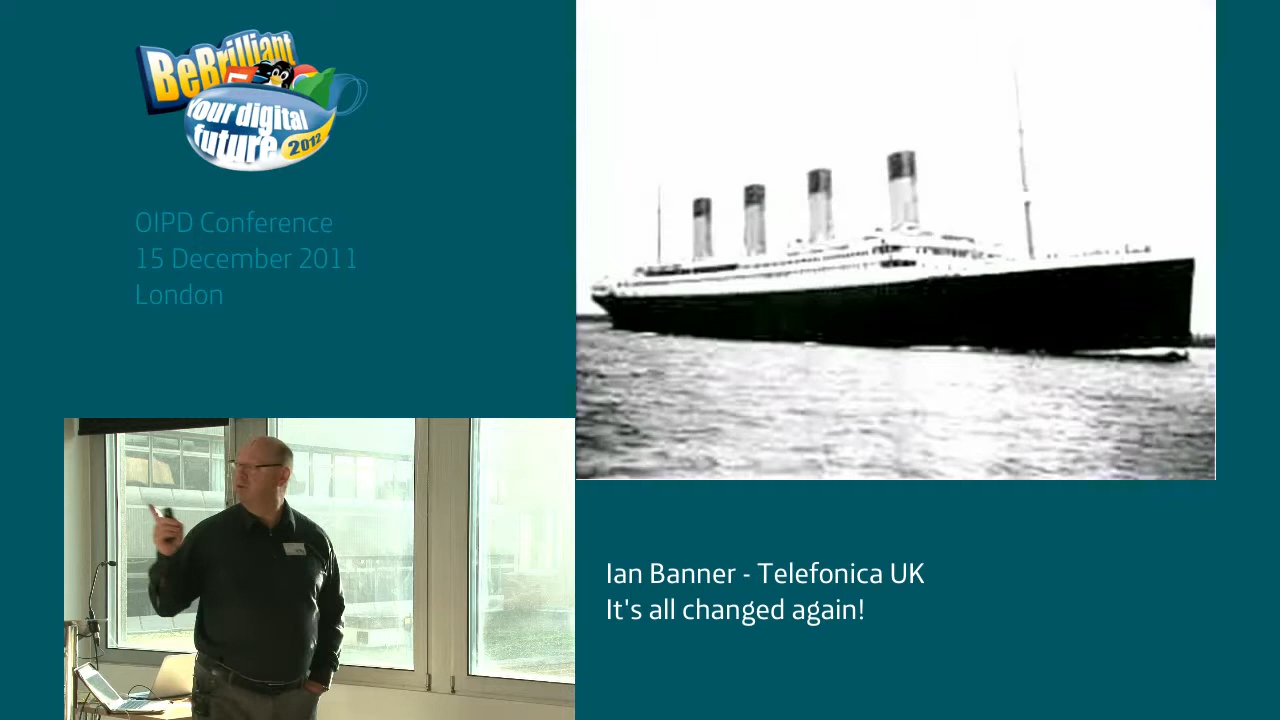 BeBrilliant
Your digital
future
2012
OIPD Conference
15 December 2011
London
Ian Banner - Telefonica UK
It's all changed again!